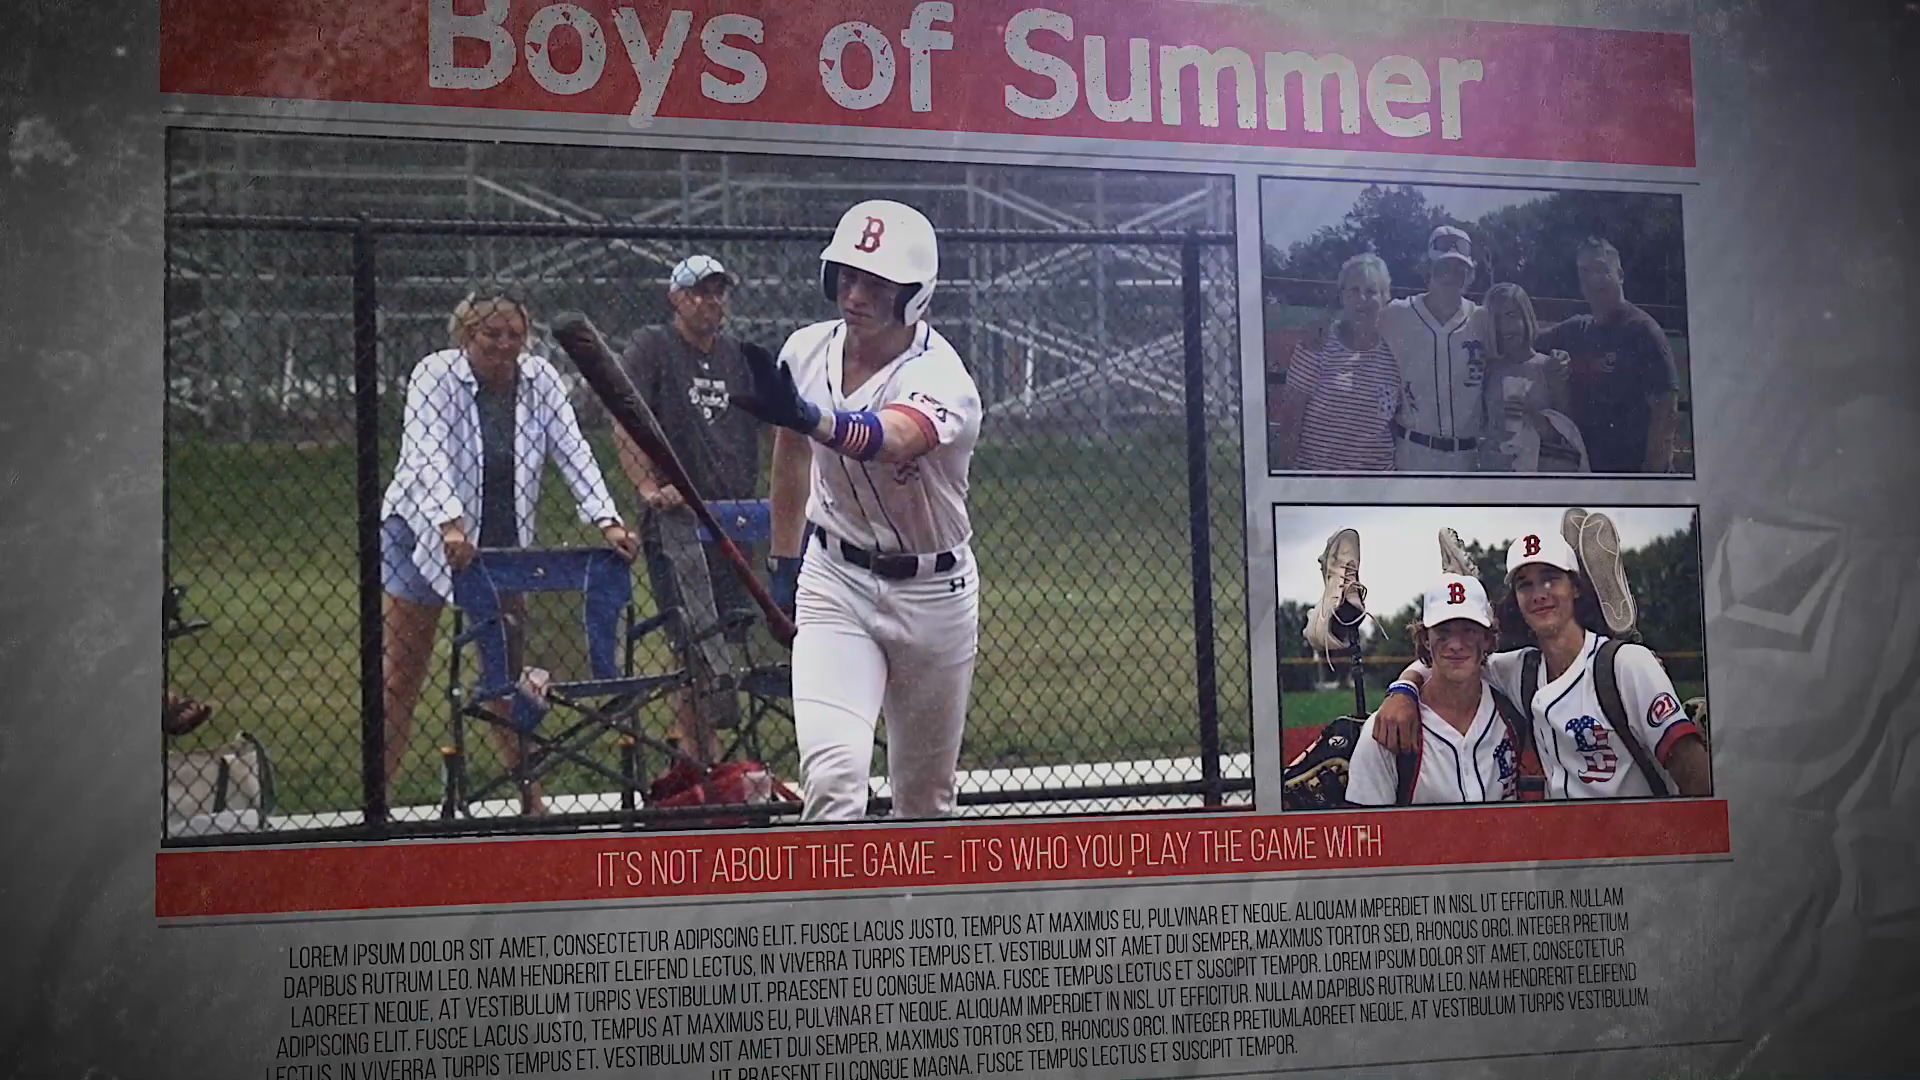 Boys of Summer
B
B
B
B
IT'S NOT ABOUT THE GAME - IT'S WHO YOU PLAY THE GAME WITH
LOREM IPSUM DOLOR SIT AMET, CONSECTETUR ADIPISCING ELIT. FUSCE LACUS JUSTO, TEMPUS AT MAXIMUS EU, PULVINAR ET NEQUE. ALIQUAM IMPERDIET IN NISL UT EFFICITUR. NULLAM
DAPIBUS RUTRUM LEO. NAM HENDRERIT ELEIFEND LECTUS, IN VIVERRA TURPIS TEMPUS ET. VESTIBULUM SIT AMET DUI SEMPER, MAXIMUS TORTOR SED, RHONCUS ORCI. INTEGER PRETIUM
LAOREET NEQUE, AT VESTIBULUM TURPIS VESTIBULUM UT. PRAESENT EU CONGUE MAGNA. FUSCE TEMPUS LECTUS ET SUSCIPIT TEMPOR. LOREM IPSUM DOLOR SIT AMET, CONSECTETUR
ADIPISCING ELIT. FUSCE LACUS JUSTO, TEMPUS AT MAXIMUS EU, PULVINAR ET NEQUE. ALIQUAM IMPERDIET IN NISL UT EFFICITUR. NULLAM DAPIBUS RUTRUM LEO. NAM HENDRERIT ELEIFEND
LECTUS, IN VIVERRA TURPIS TEMPUS ET. VESTIBULUM SIT AMET DUI SEMPER, MAXIMUS TORTOR SED, RHONCUS ORCI. INTEGER PRETIUMLAOREET NEQUE, AT VESTIBULUM TURPIS VESTIBULUM
UT. PRAESENT EU CONGUE MAGNA. FUSCE TEMPUS LECTUS ET SUSCIPIT TEMPOR.